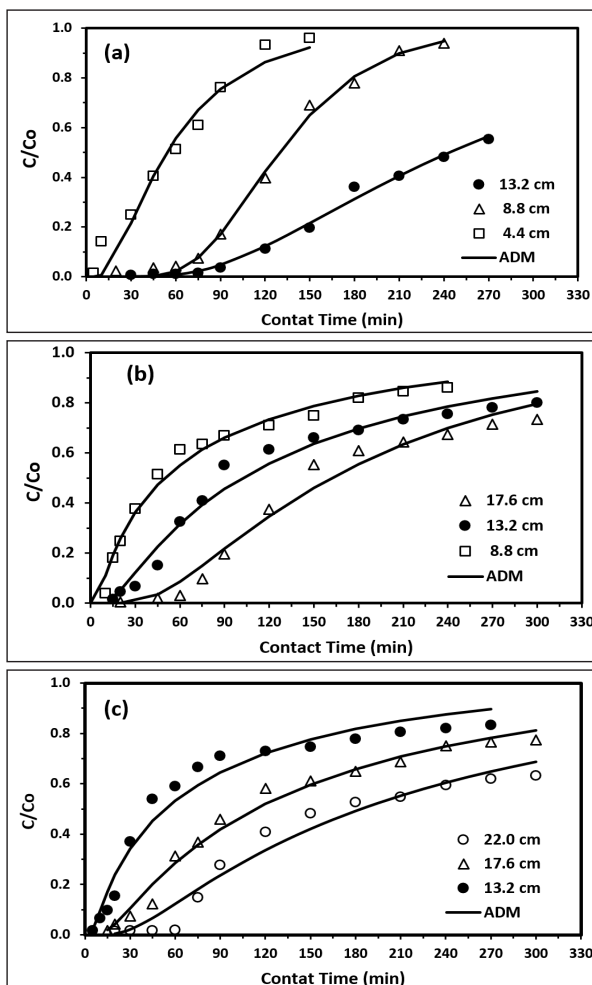 (a)
C/Co
1.0
0.8
0.6
0.4
0.2
0.0
13.2 cm
8.8 cm
4.4 cm
ADM
0 30 60 90 120 150 180 210 240 270 300 330
Contat Time (min)
(b)
C/Co
1.0
0.8
0.6
0.4
0.2
0.0
17.6 cm
13.2 cm
8.8 cm
ADM
0 30 60 90 120 150 180 210 240 270 300 330
Contact Time (min)
(c)
C/Co
1.0
0.8
0.6
0.4
0.2
0.0
22.0 cm
17.6 cm
13.2 cm
ADM
0 30 60 90 120 150 180 210 240 270 300 330
Contat Time (min)